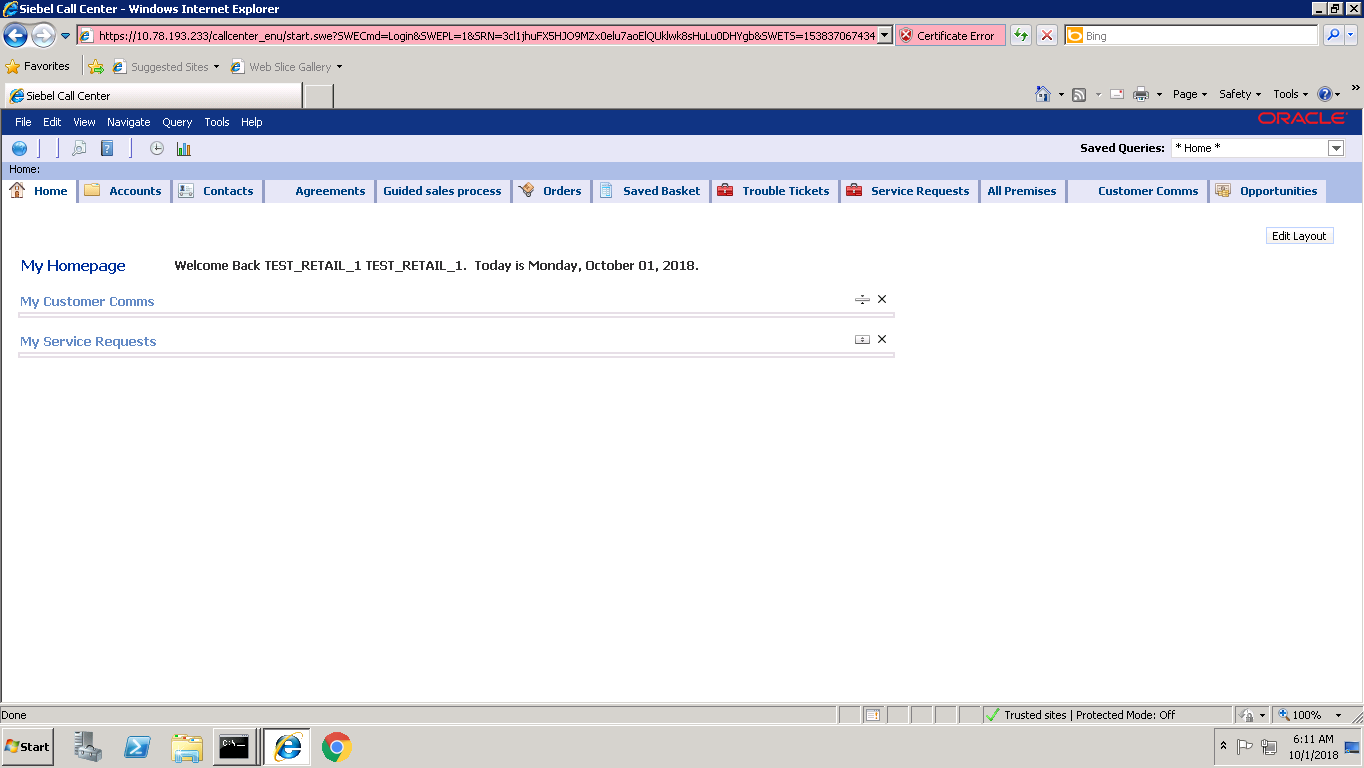 Siebel Call Center - Windows Internet Explorer
https://10.78.193.233/callcenter_enu/start.swe?SWECmd=Login&SWEPL=1&SRN=3cl1jhuFX5HJO9MZx0elu7aoElQUklwk8sHuLu0DHYgb&SWETS=153837067434 Certificate Error Bing
Favorites Suggested Sites Web Slice Gallery
Siebel Call Center Page Safety Tools »
File Edit View Navigate Query Tools Help ORACLE
Saved Queries: * Home *
Home:
Home Accounts Contacts Agreements Guided sales process Orders Saved Basket Trouble Tickets Service Requests All Premises Customer Comms Opportunities
Edit Layout
My Homepage Welcome Back TEST_RETAIL_1 TEST_RETAIL_1. Today is Monday, October 01, 2018.
My Customer Comms
My Service Requests
Done Trusted sites | Protected Mode: Off 100%
Start C:\. 6:11 AM
10/1/2018